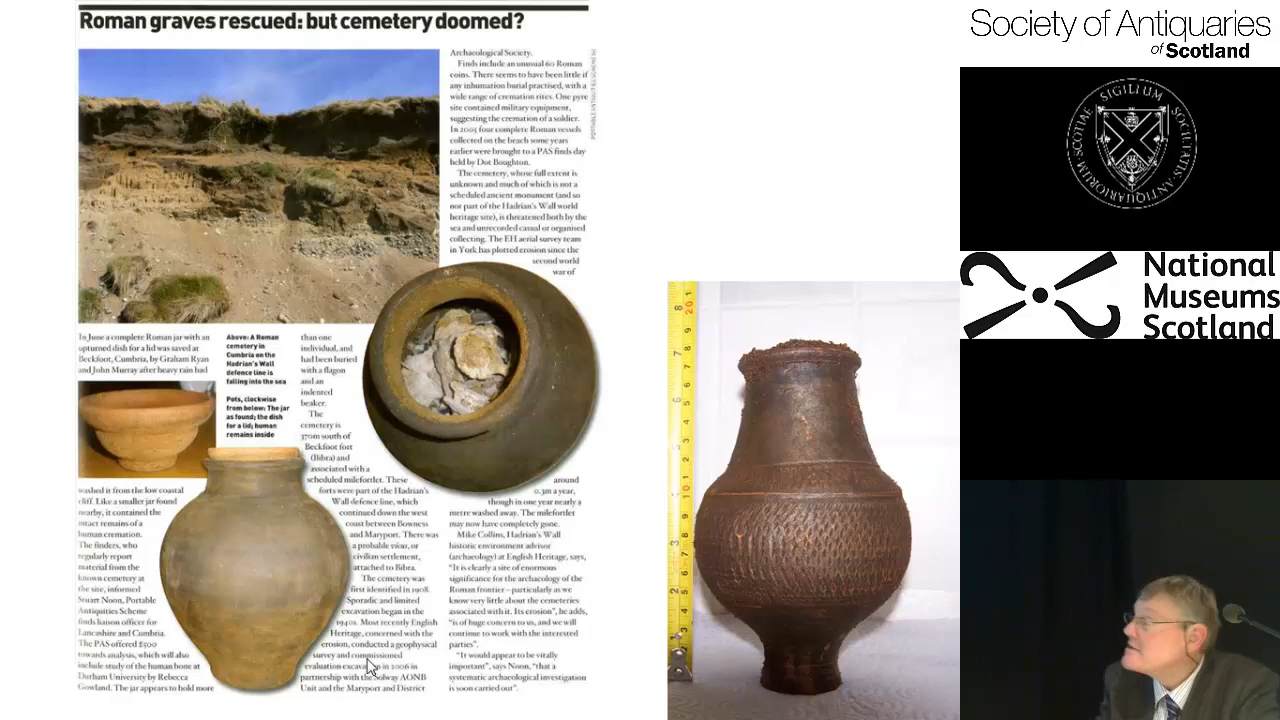 Roman graves rescued: but cemetery doomed?
Archaeological Society.
Finds include an unusual 60 Roman
coins. There seems to have been little if
any inhumation burial practised, with a
wide range of cremation rites. One pyre
site contained military equipment,
suggesting the cremation of a soldier.
In 2005 four complete Roman vessels
collected on the beach some years
earlier were brought to a PAS finds day
held by Dot Boughton.
The cemetery, whose full extent is
unknown and much of which is not a
scheduled ancient monument (and so
not part of the Hadrian's Wall world
heritage site), is threatened both by the
sea and unrecorded casual or organised
collecting. The EH aerial survey team
in York has plotted erosion since the
second world
war of
around
0.3m a year,
though in one year nearly a
metre washed away. The milefortlet
may now have completely gone.
Mike Collins, Hadrian's Wall
historic environment advisor
(archaeology) at English Heritage, says,
"It is clearly a site of enormous
significance for the archaeology of the
Roman frontier – particularly as we
know very little about the cemeteries
associated with it. Its erosion", he adds,
"is of huge concern to us, and we will
continue to work with the interested
parties".
"It would appear to be vitally
important", says Noon, "that a
systematic archaeological investigation
is soon carried out".
In June a complete Roman jar with an
upturned dish for a lid was saved at
Beckfoot, Cumbria, by Graham Ryan
and John Murray after heavy rain had
washed it from the low coastal
cliff. Like a smaller jar found
nearby, it contained the
intact remains of a
human cremation.
The finders, who
regularly report
material from the
known cemetery at
the site, informed
Stuart Noon, Portable
Antiquities Scheme
finds liaison officer for
Lancashire and Cumbria.
The PAS offered £500
towards analysis, which will also
include study of the human bone at
Durham University by Rebecca
Gowland. The jar appears to hold more
Above: A Roman
cemetery in
Cumbria on the
Hadrian's Wall
defence line is
falling into the sea
Pots, clockwise
from below: The jar
as found; the dish
for a lid; human
remains inside
than one
individual, and
had been buried
with a flagon
and an
indented
beaker.
The
cemetery is
370m south of
Beckfoot fort
(Bibra) and
associated with a
scheduled milefortlet. These
forts were part of the Hadrian's
Wall defence line, which
continued down the west
coast between Bowness
and Maryport. There was
a probable vicus, or
civilian settlement,
attached to Bibra.
The cemetery was
first identified in 1908.
Sporadic and limited
excavation began in the
1940s. Most recently English
Heritage, concerned with the
erosion, conducted a geophysical
survey and commissioned
evaluation excavation in 2006 in
partnership with the Solway AONB
Unit and the Maryport and District
Society of Antiquaries
of Scotland
SIGILLUM SOCIETATIS ANTIQUARIORUM SCOTIAE
National
Museums
Scotland